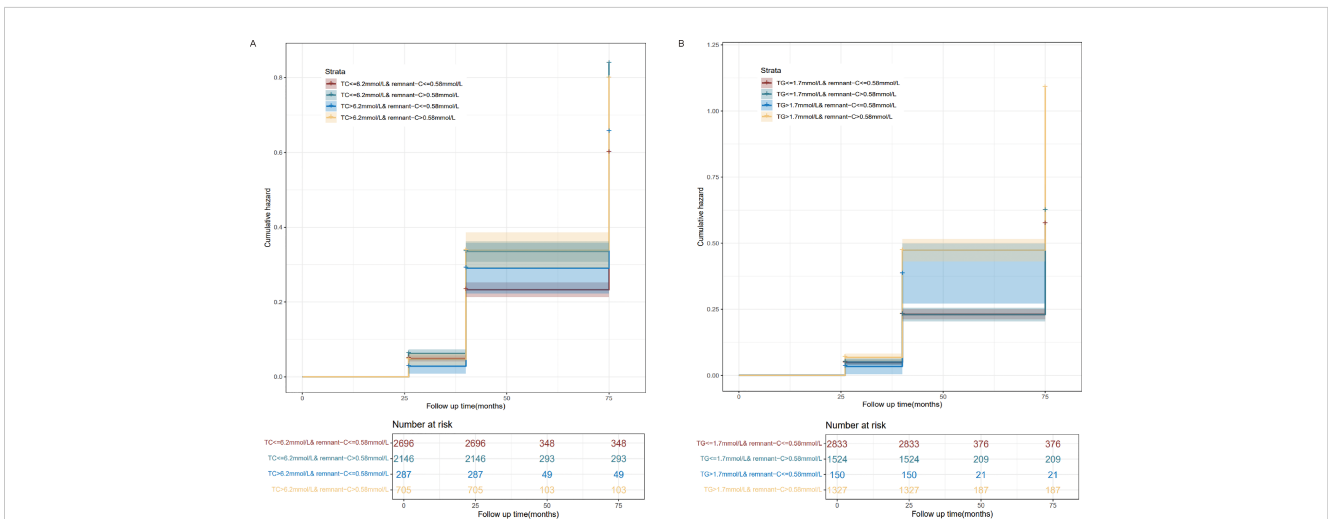 A
Strata
TC<=6.2mmol/L& remnant-C<=0.58mmol/L
TC<=6.2mmol/L& remnant-C>0.58mmol/L
TC>6.2mmol/L& remnant-C<=0.58mmol/L
TC>6.2mmol/L& remnant-C>0.58mmol/L
Cumulative hazard
0.8
0.6
0.4
0.2
0.0
0 25 50 75
Follow up time(months)
Number at risk
TC<=6.2mmol/L& remnant-C<=0.58mmol/L 2696 2696 348 348
TC<=6.2mmol/L& remnant-C>0.58mmol/L 2146 2146 293 293
TC>6.2mmol/L& remnant-C<=0.58mmol/L 287 287 49 49
TC>6.2mmol/L& remnant-C>0.58mmol/L 705 705 103 103
0 25 50 75
Follow up time(months)
B
Strata
TG<=1.7mmol/L& remnant-C<=0.58mmol/L
TG<=1.7mmol/L& remnant-C>0.58mmol/L
TG>1.7mmol/L& remnant-C<=0.58mmol/L
TG>1.7mmol/L& remnant-C>0.58mmol/L
Cumulative hazard
1.25
1.00
0.75
0.50
0.25
0.00
0 25 50 75
Follow up time(months)
Number at risk
TG<=1.7mmol/L& remnant-C<=0.58mmol/L 2833 2833 376 376
TG<=1.7mmol/L& remnant-C>0.58mmol/L 1524 1524 209 209
TG>1.7mmol/L& remnant-C<=0.58mmol/L 150 150 21 21
TG>1.7mmol/L& remnant-C>0.58mmol/L 1327 1327 187 187
0 25 50 75
Follow up time(months)